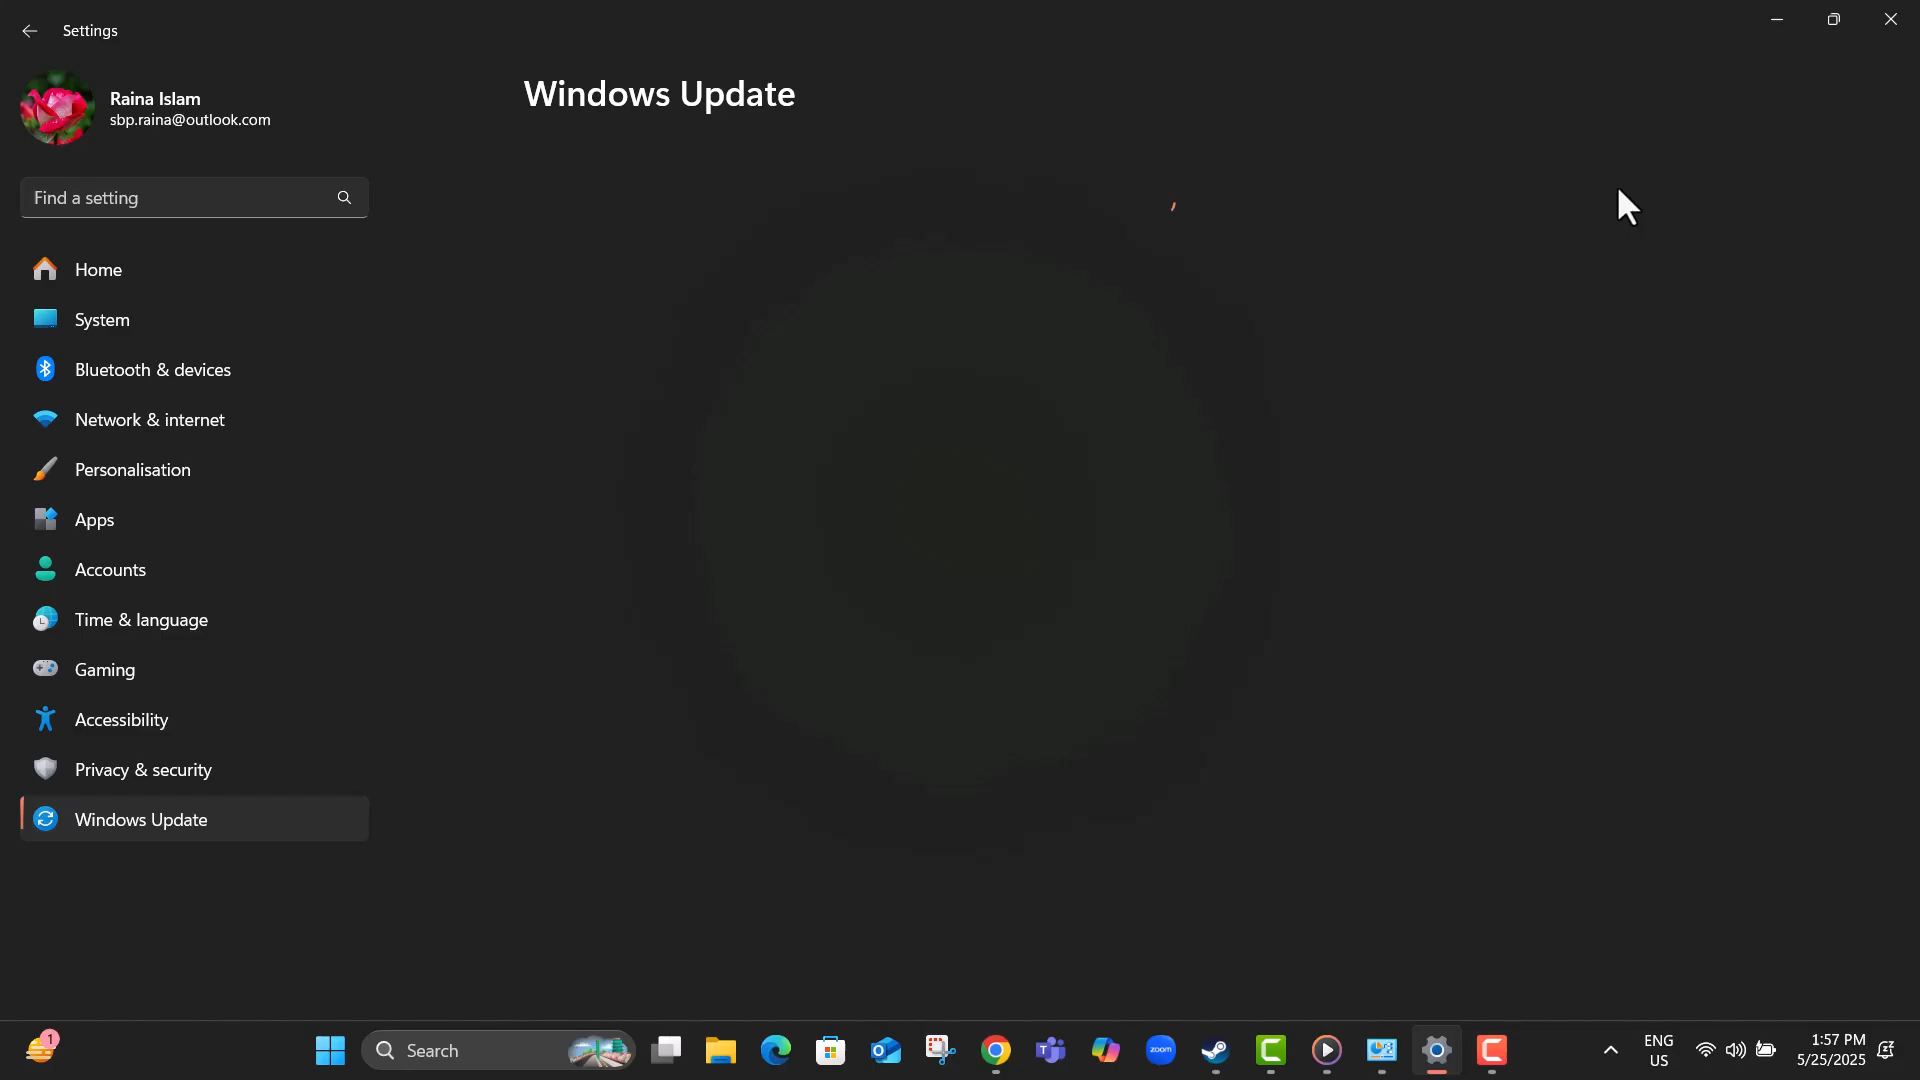 Settings
Raina Islam
sbp.raina@outlook.com
Windows Update
Find a setting
Home
System
Bluetooth & devices
Network & internet
Personalisation
Apps
Accounts
Time & language
Gaming
Accessibility
Privacy & security
Windows Update
1
Search
zoom
ENG
US
1:57 PM
5/25/2025